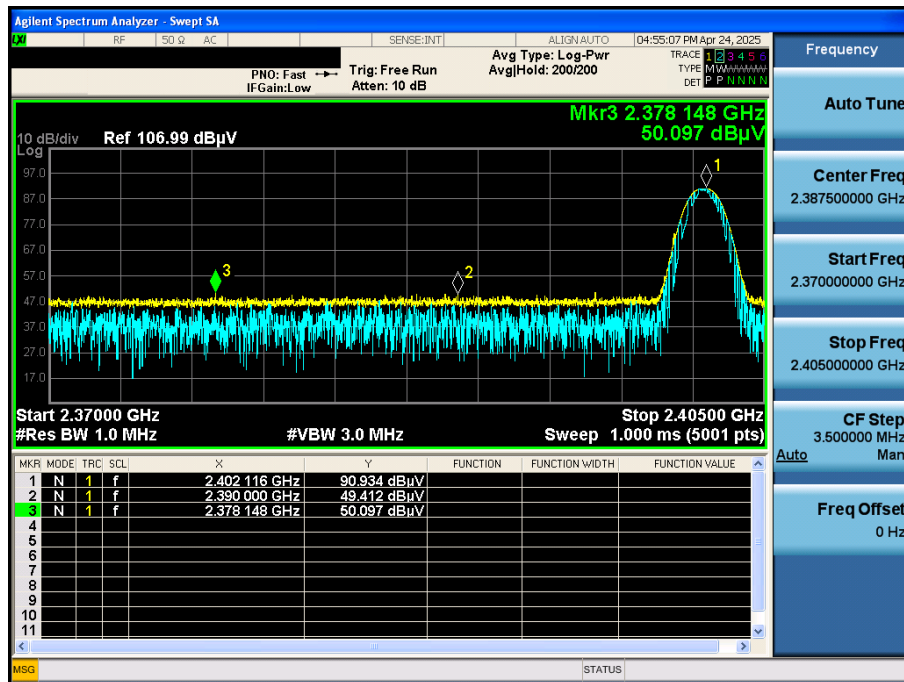 Agilent Spectrum Analyzer - Swept SA
LXI RF 50 Ω AC SENSE:INT ALIGN AUTO 04:55:07 PM Apr 24, 2025
PNO: Fast
IFGain:Low
Trig: Free Run
Atten: 10 dB
Avg Type: Log-Pwr
Avg|Hold: 200/200
TRACE 1 2 3 4 5 6
TYPE M W W W W W
DET P P N N N N
Mkr3 2.378 148 GHz
50.097 dBµV
10 dB/div Ref 106.99 dBµV
Log
97.0
87.0
77.0
67.0
57.0
47.0
37.0
27.0
17.0
1
2
3
Start 2.37000 GHz Stop 2.40500 GHz
#Res BW 1.0 MHz #VBW 3.0 MHz Sweep 1.000 ms (5001 pts)
MKR MODE TRC SCL X Y FUNCTION FUNCTION WIDTH FUNCTION VALUE
1 N 1 f 2.402 116 GHz 90.934 dBµV
2 N 1 f 2.390 000 GHz 49.412 dBµV
3 N 1 f 2.378 148 GHz 50.097 dBµV
4
5
6
7
8
9
10
11
MSG STATUS
Frequency
Auto Tune
Center Freq
2.387500000 GHz
Start Freq
2.370000000 GHz
Stop Freq
2.405000000 GHz
CF Step
3.500000 MHz
Auto Man
Freq Offset
0 Hz